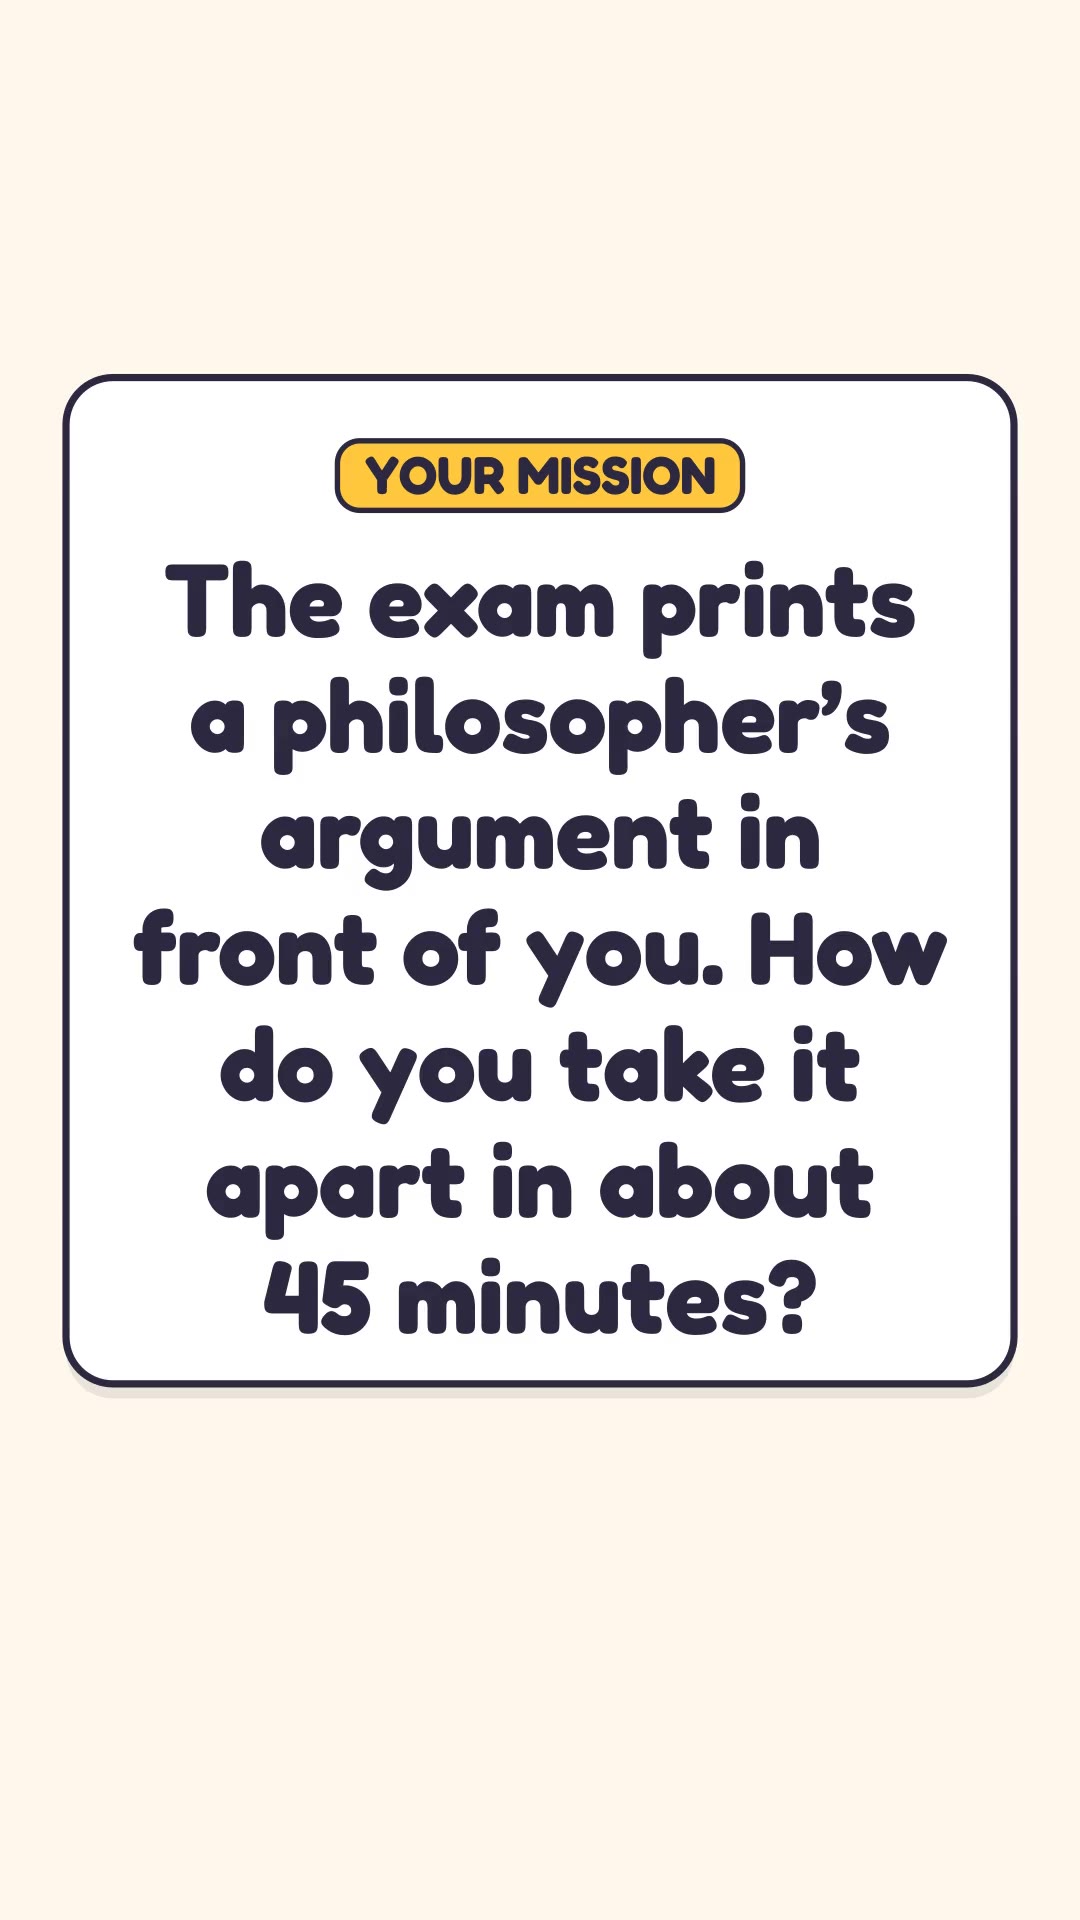 YOUR MISSION
The exam prints
a philosopher’s
argument in
front of you. How
do you take it
apart in about
45 minutes?